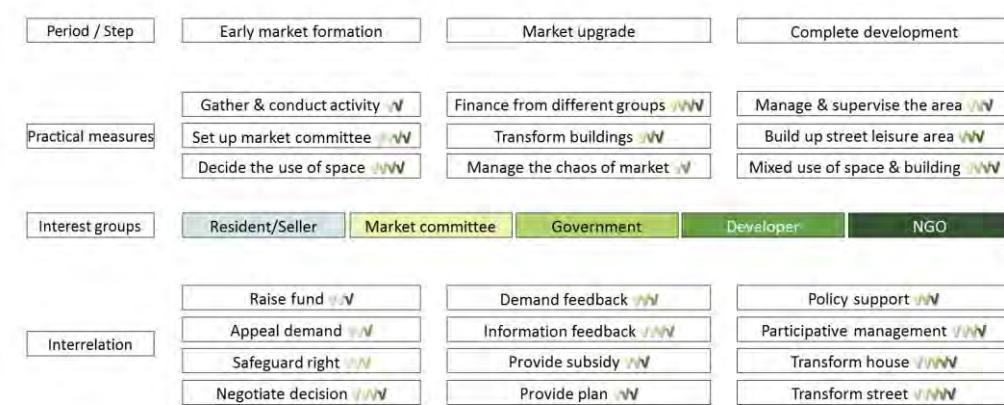 Period / Step Early market formation Market upgrade Complete development
Gather & conduct activity Finance from different groups Manage & supervise the area
Practical measures Set up market committee Transform buildings Build up street leisure area
Decide the use of space Manage the chaos of market Mixed use of space & building
Interest groups Resident/Seller Market committee Government Developer NGO
Raise fund Demand feedback Policy support
Appeal demand Information feedback Participative management
Interrelation
Safeguard right Provide subsidy Transform house
Negotiate decision Provide plan Transform street